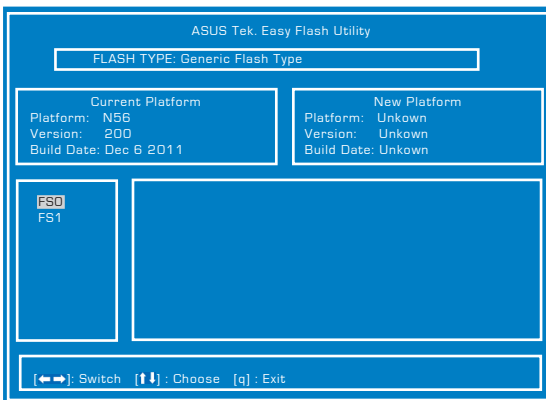 ASUS Tek. Easy Flash Utility
FLASH TYPE: Generic Flash Type
Current Platform
Platform: N56
Version: 200
Build Date: Dec 6 2011
New Platform
Platform: Unkown
Version: Unkown
Build Date: Unkown
FS0
FS1
[←→]: Switch [↑↓] : Choose [q] : Exit